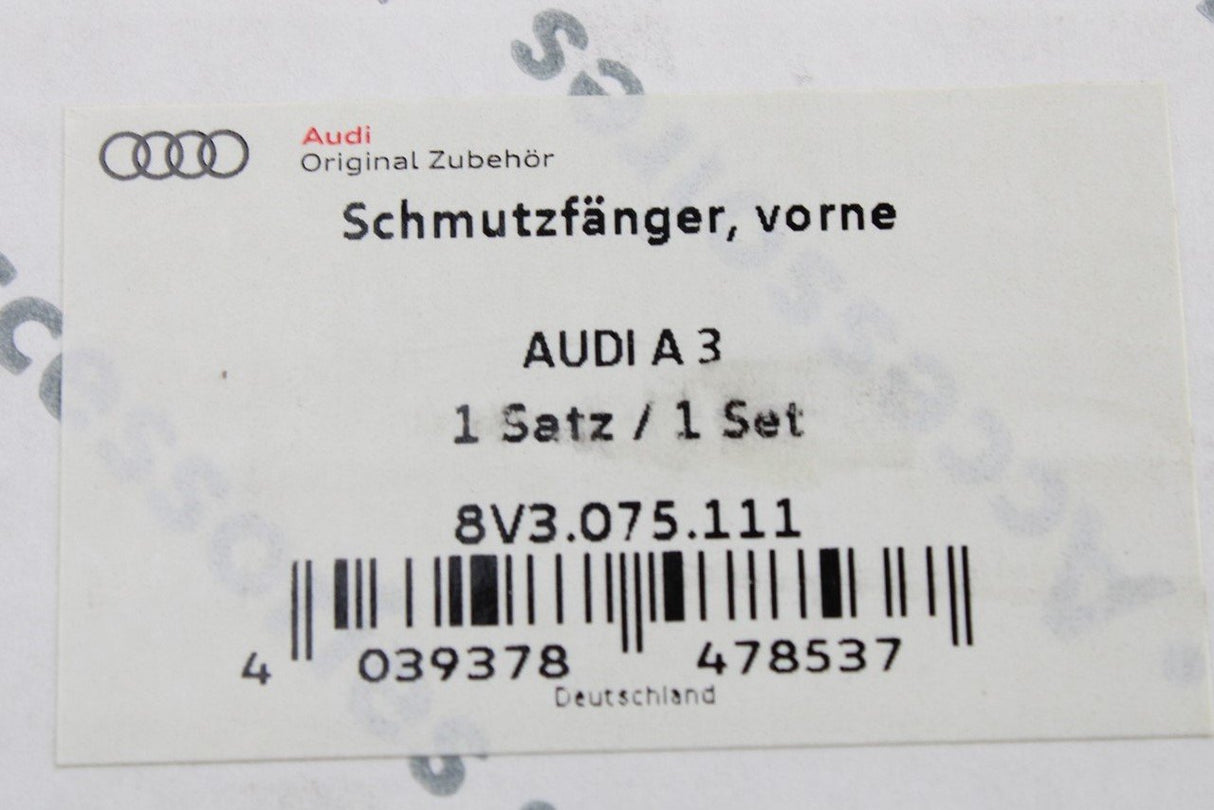 Audi
Original Zubehör
Schmutzfänger, vorne
AUDI A 3
1 Satz / 1 Set
8V3.075.111
4 039378 478537
Deutschland